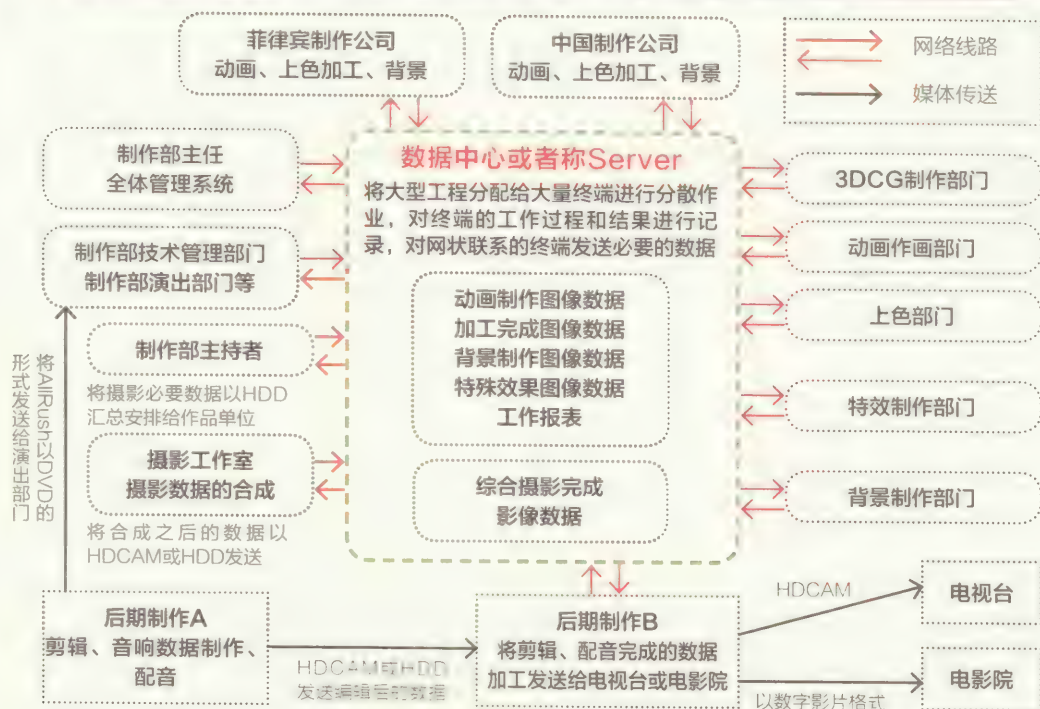 菲律宾制作公司
动画、上色加工、背景
中国制作公司
动画、上色加工、背景
网络线路
媒体传送
制作部主任
全体管理系统
制作部技术管理部门
制作部演出部门等
制作部主持者
将摄影必要数据以HDD
汇总安排给作品单位
摄影工作室
摄影数据的合成
将合成之后的数据以
HDCAM或HDD发送
将AllRush以DVD的
形式发送给演出部门
数据中心或者称Server
将大型工程分配给大量终端进行分散作
业，对终端的工作过程和结果进行记
录，对网状联系的终端发送必要的数据
动画制作图像数据
加工完成图像数据
背景制作图像数据
特殊效果图像数据
工作报表
综合摄影完成
影像数据
3DCG制作部门
动画作画部门
上色部门
特效制作部门
背景制作部门
后期制作A
剪辑、音响数据制作、
配音
HDCAM或HDD
发送编辑后的数据
后期制作B
将剪辑、配音完成的数据
加工发送给电视台或电影院
HDCAM
电视台
以数字影片格式
电影院